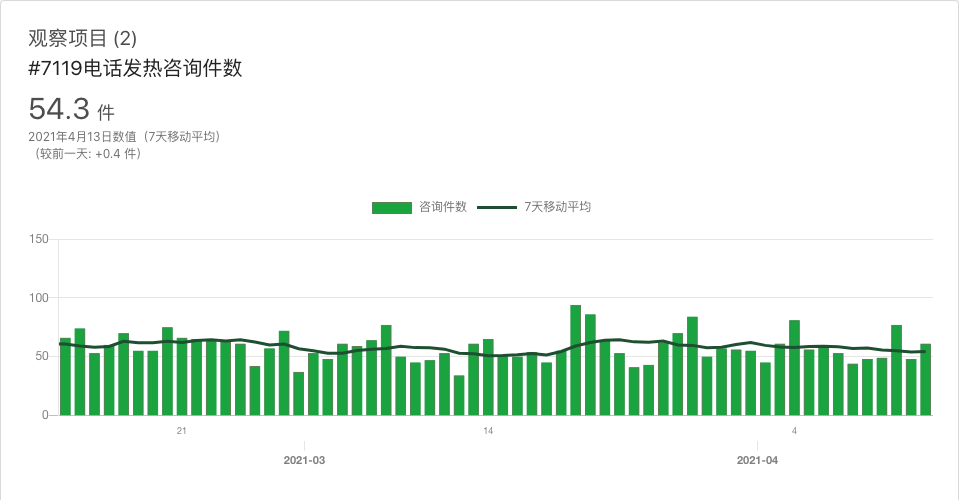 观察项目 (2)
#7119电话发热咨询件数
54.3 件
2021年4月13日数值（7天移动平均）
（较前一天: +0.4 件）
咨询件数 7天移动平均
150
100
50
0
21 14 4
2021-03 2021-04